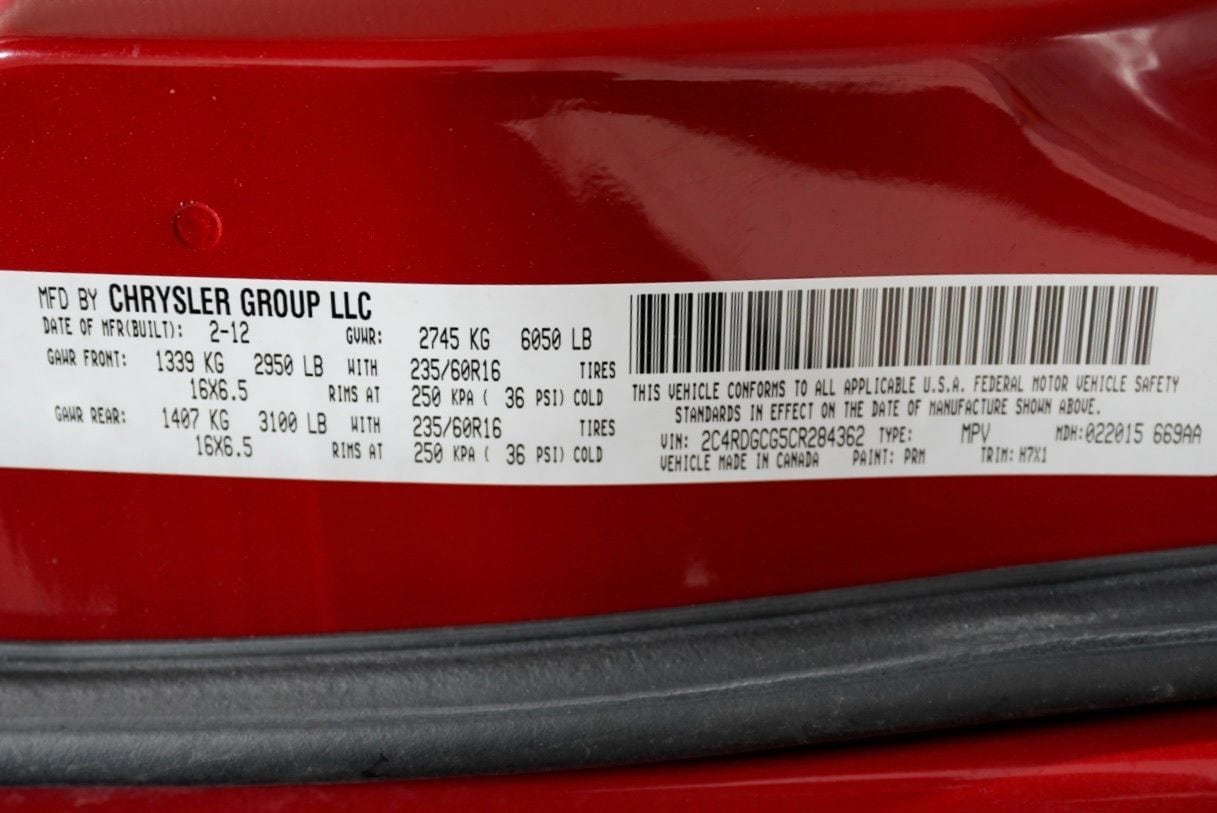 MFD BY CHRYSLER GROUP LLC
DATE OF MFR(BUILT): 2-12 GVWR: 2745 KG 6050 LB
GAWR FRONT: 1339 KG 2950 LB WITH 235/60R16 TIRES
16X6.5 RIMS AT 250 KPA ( 36 PSI) COLD
GAWR REAR: 1407 KG 3100 LB WITH 235/60R16 TIRES
16X6.5 RIMS AT 250 KPA ( 36 PSI) COLD
THIS VEHICLE CONFORMS TO ALL APPLICABLE U.S.A. FEDERAL MOTOR VEHICLE SAFETY
STANDARDS IN EFFECT ON THE DATE OF MANUFACTURE SHOWN ABOVE.
VIN: 2C4RDGCG5CR284362 TYPE: MPV MDH:022015 669AA
VEHICLE MADE IN CANADA PAINT: PRM TRIM: H7X1